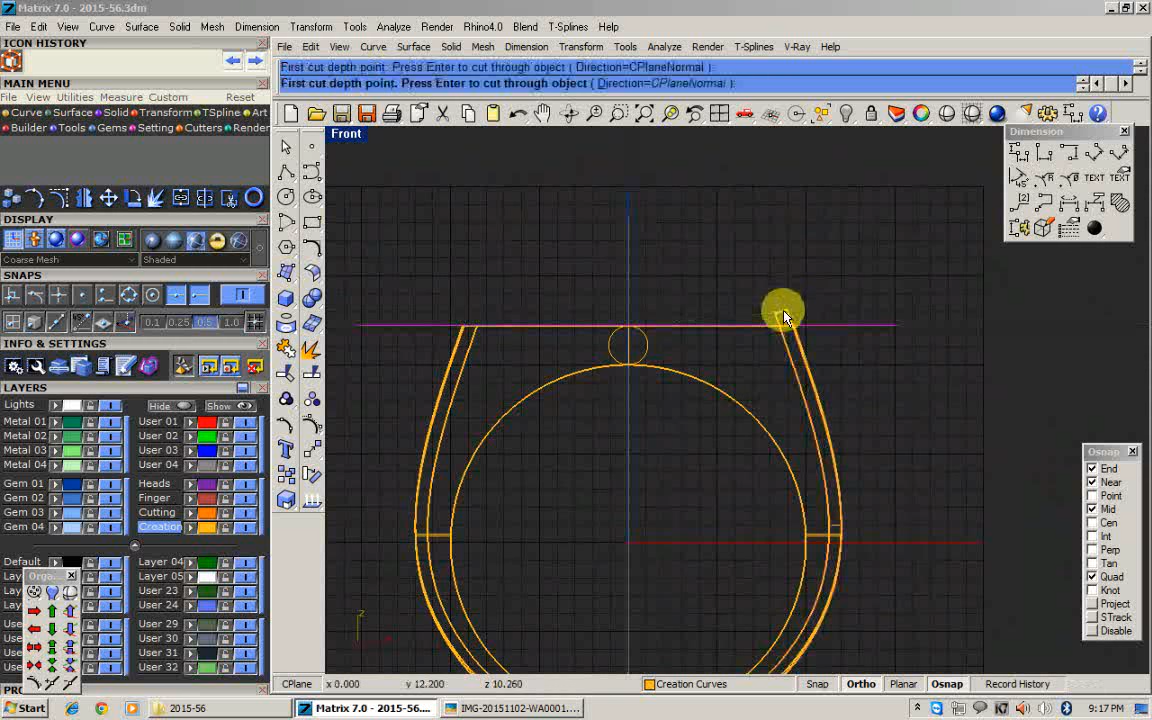 Matrix 7.0 - 2015-56.3dm
File Edit View Curve Surface Solid Mesh Dimension Transform Tools Analyze Render Rhino4.0 Blend T-Splines Help
ICON HISTORY
MAIN MENU
File View Utilities Measure Custom Reset
Curve Surface Solid Transform TSpline Art
Builder Tools Gems Setting Cutters Render
DISPLAY
Coarse Mesh Shaded
SNAPS
0.1 0.25 0.5 1.0
INFO & SETTINGS
LAYERS
Lights Hide Show
Metal 01 User 01
Metal 02 User 02
Metal 03 User 03
Metal 04 User 04
Gem 01 Heads
Gem 02 Finger
Gem 03 Cutting
Gem 04 Creation
Default Layer 04
Laye Layer 05
Laye User 23
User 24
User 29
User 30
User 31
User 32
Orga...
File Edit View Curve Surface Solid Mesh Dimension Transform Tools Analyze Render T-Splines V-Ray Help
First cut depth point. Press Enter to cut through object ( Direction=CPlaneNormal ):
First cut depth point. Press Enter to cut through object ( Direction=CPlaneNormal ):
Front
z
Dimension
45°
TEXT TEXT
Osnap
End
Near
Point
Mid
Cen
Int
Perp
Tan
Quad
Knot
Project
STrack
Disable
CPlane x 0.000 y 12.200 z 10.260 Creation Curves Snap Ortho Planar Osnap Record History
Start 2015-56 Matrix 7.0 - 2015-56.... IMG-20151102-WA0001.... 9:17 PM